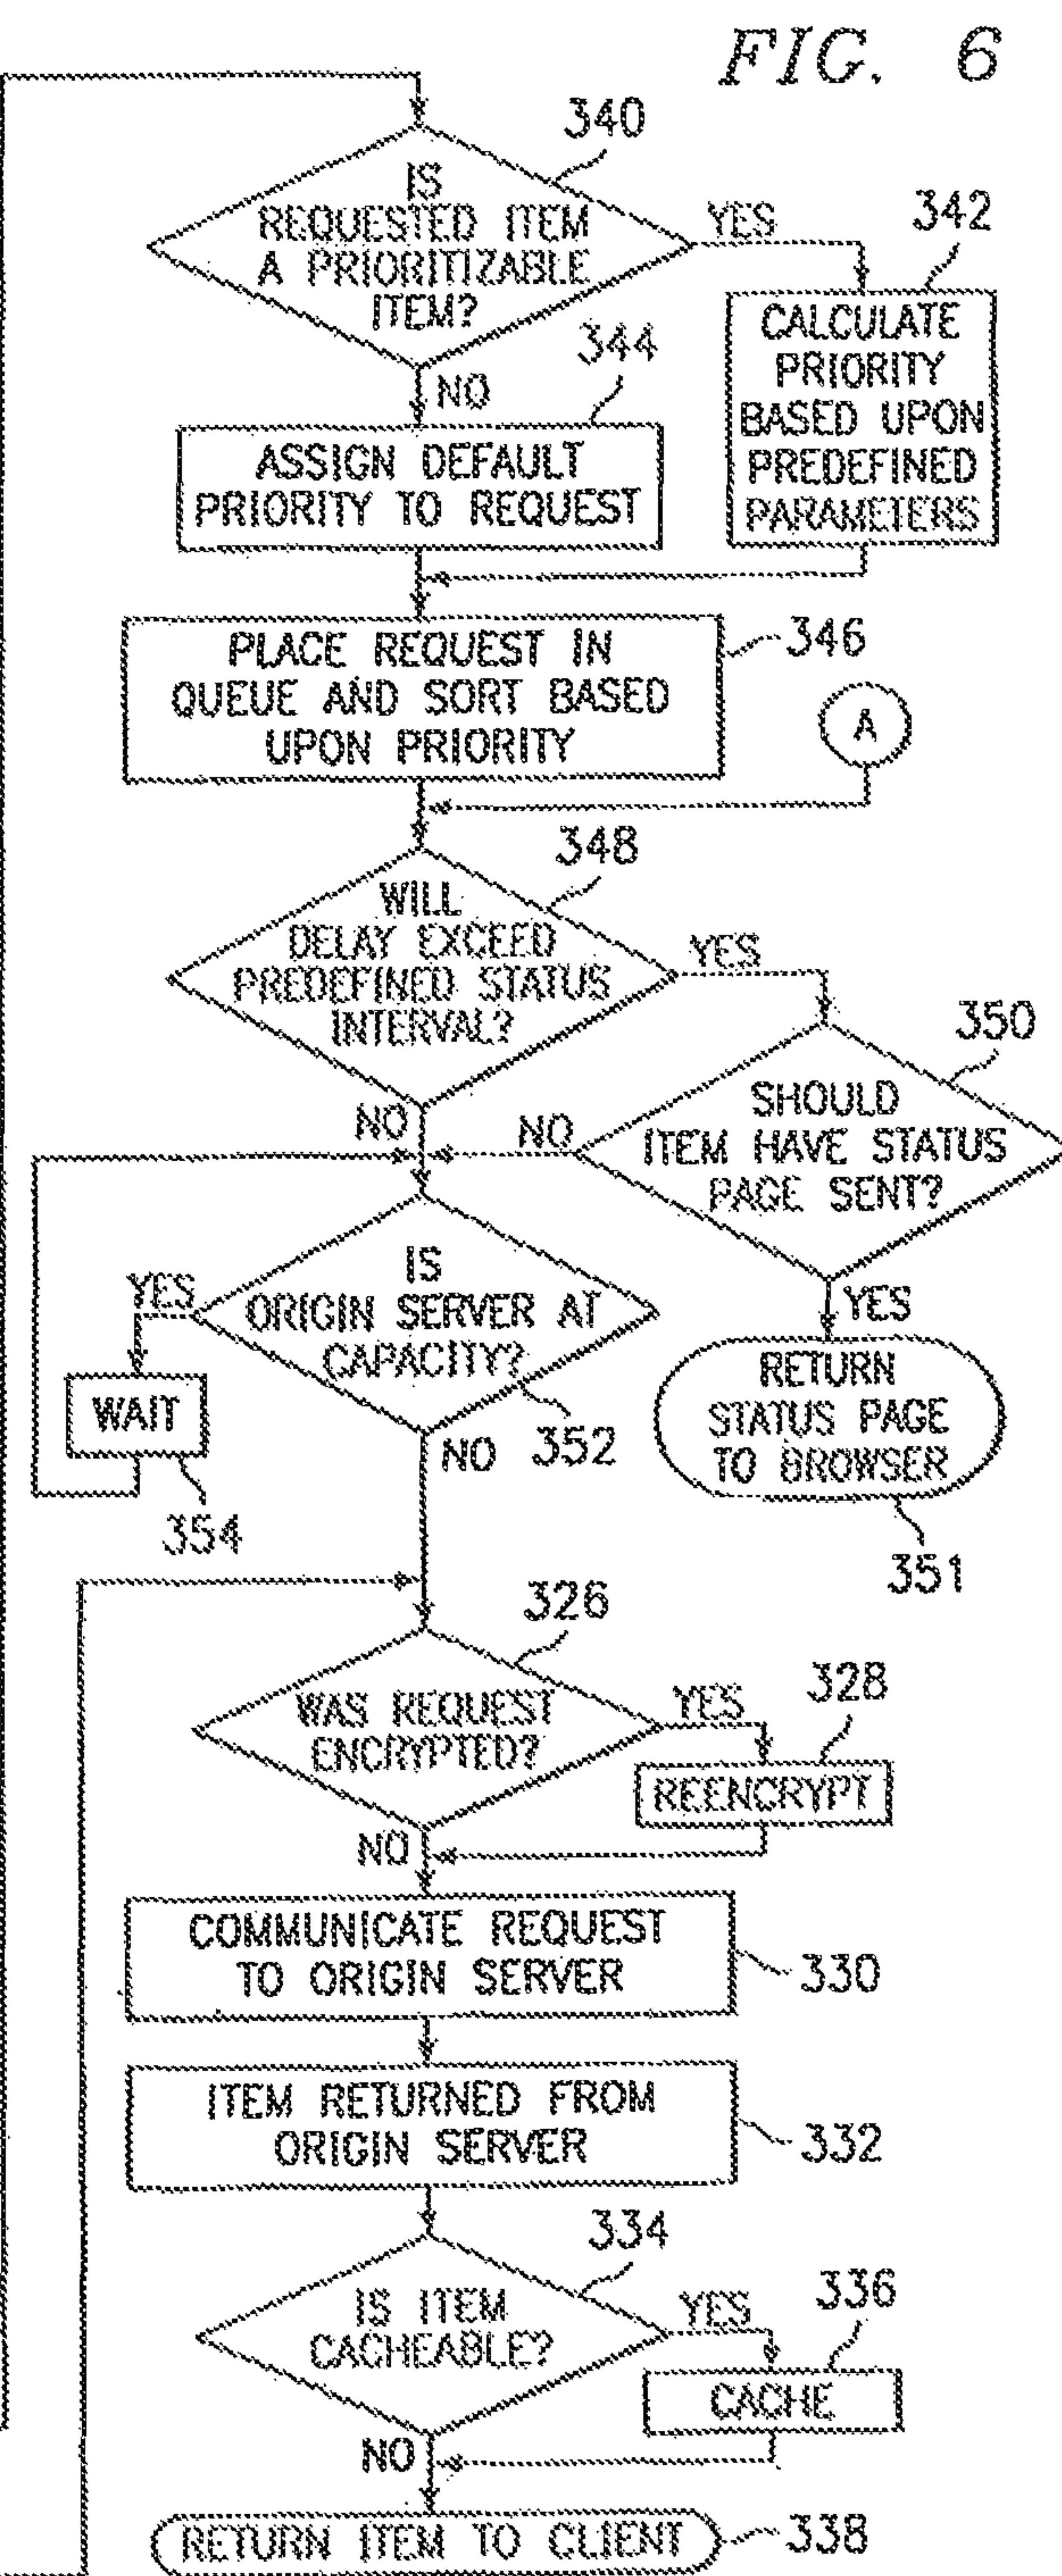 FIG. 6
340
IS
REQUESTED ITEM
A PRIORITIZABLE
ITEM?
YES
342
CALCULATE
PRIORITY
BASED UPON
PREDEFINED
PARAMETERS
NO
344
ASSIGN DEFAULT
PRIORITY TO REQUEST
PLACE REQUEST IN
QUEUE AND SORT BASED
UPON PRIORITY
346
A
348
WILL
DELAY EXCEED
PREDEFINED STATUS
INTERVAL?
YES
350
SHOULD
ITEM HAVE STATUS
PAGE SENT?
NO
NO
YES
RETURN
STATUS PAGE
TO BROWSER
351
IS
ORIGIN SERVER AT
CAPACITY?
352
YES
WAIT
354
NO
326
WAS REQUEST
ENCRYPTED?
YES
328
REENCRYPT
NO
COMMUNICATE REQUEST
TO ORIGIN SERVER
330
ITEM RETURNED FROM
ORIGIN SERVER
332
334
IS ITEM
CACHEABLE?
YES
336
CACHE
NO
RETURN ITEM TO CLIENT
338